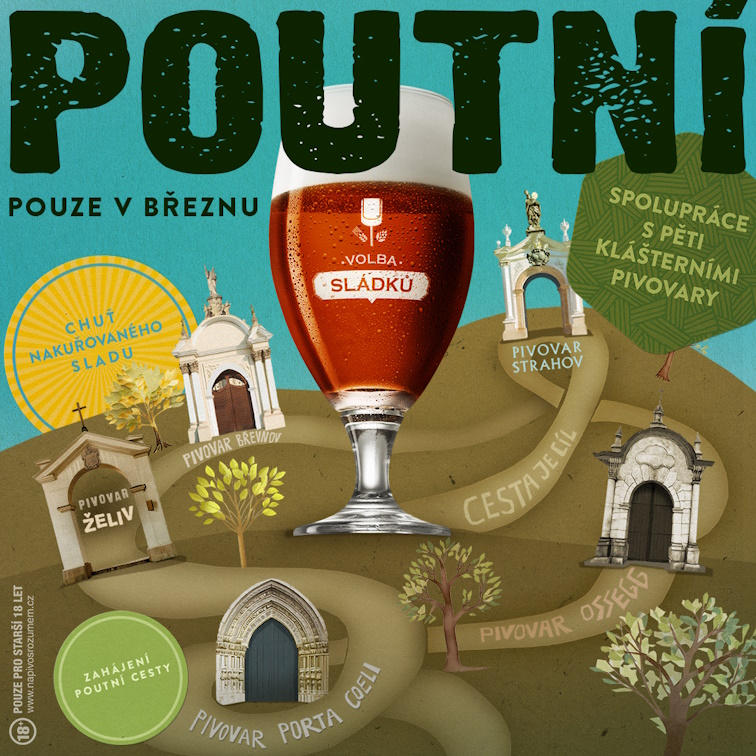 POUTNÍ
POUZE V BŘEZNU
SPOLUPRÁCE
S PĚTI
KLÁŠTERNÍMI
PIVOVARY
VOLBA
SLÁDKŮ
CHUŤ
NAKUŘOVANÉHO
SLADU
PIVOVAR
STRAHOV
PIVOVAR BŘEVNOV
CESTA JE CÍL
PIVOVAR
ŽELIV
PIVOVAR OSSEGG
ZAHÁJENÍ
POUTNÍ CESTY
PIVOVAR PORTA COELI
18+ POUZE PRO STARŠÍ 18 LET
www.napivosrozumem.cz